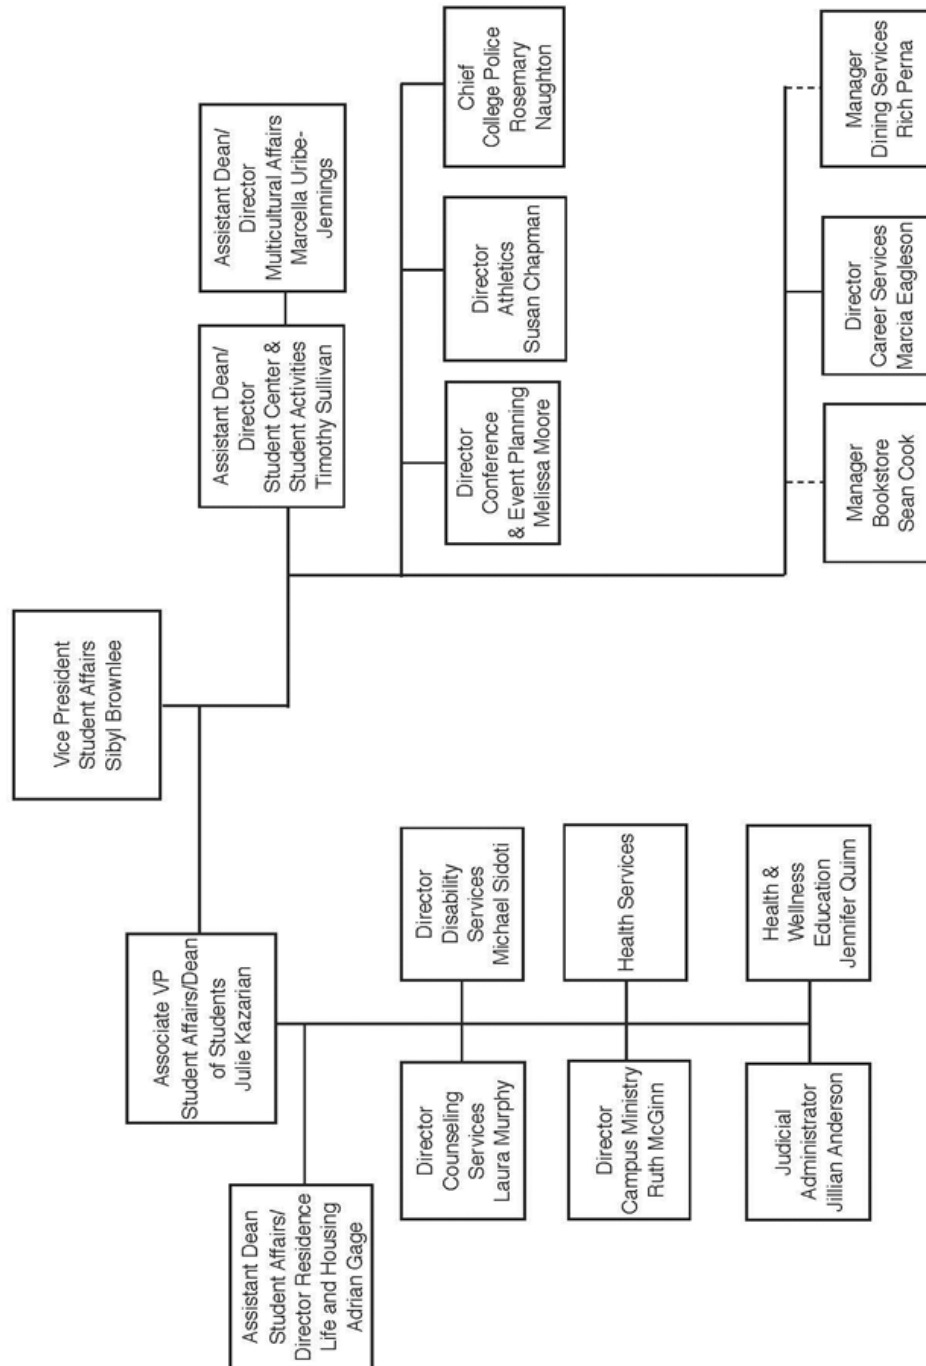 Vice President
Student Affairs
Sibyl Brownlee
Associate VP
Student Affairs/Dean
of Students
Julie Kazarian
Assistant Dean/
Director
Student Center &
Student Activities
Timothy Sullivan
Assistant Dean/
Director
Multicultural Affairs
Marcella Uribe-
Jennings
Assistant Dean
Student Affairs/
Director Residence
Life and Housing
Adrian Gage
Director
Counseling
Services
Laura Murphy
Director
Disability
Services
Michael Sidoti
Director
Conference
& Event Planning
Melissa Moore
Director
Athletics
Susan Chapman
Chief
College Police
Rosemary
Naughton
Director
Campus Ministry
Ruth McGinn
Health Services
Judicial
Administrator
Jillian Anderson
Health &
Wellness
Education
Jennifer Quinn
Manager
Bookstore
Sean Cook
Director
Career Services
Marcia Eagleson
Manager
Dining Services
Rich Perna